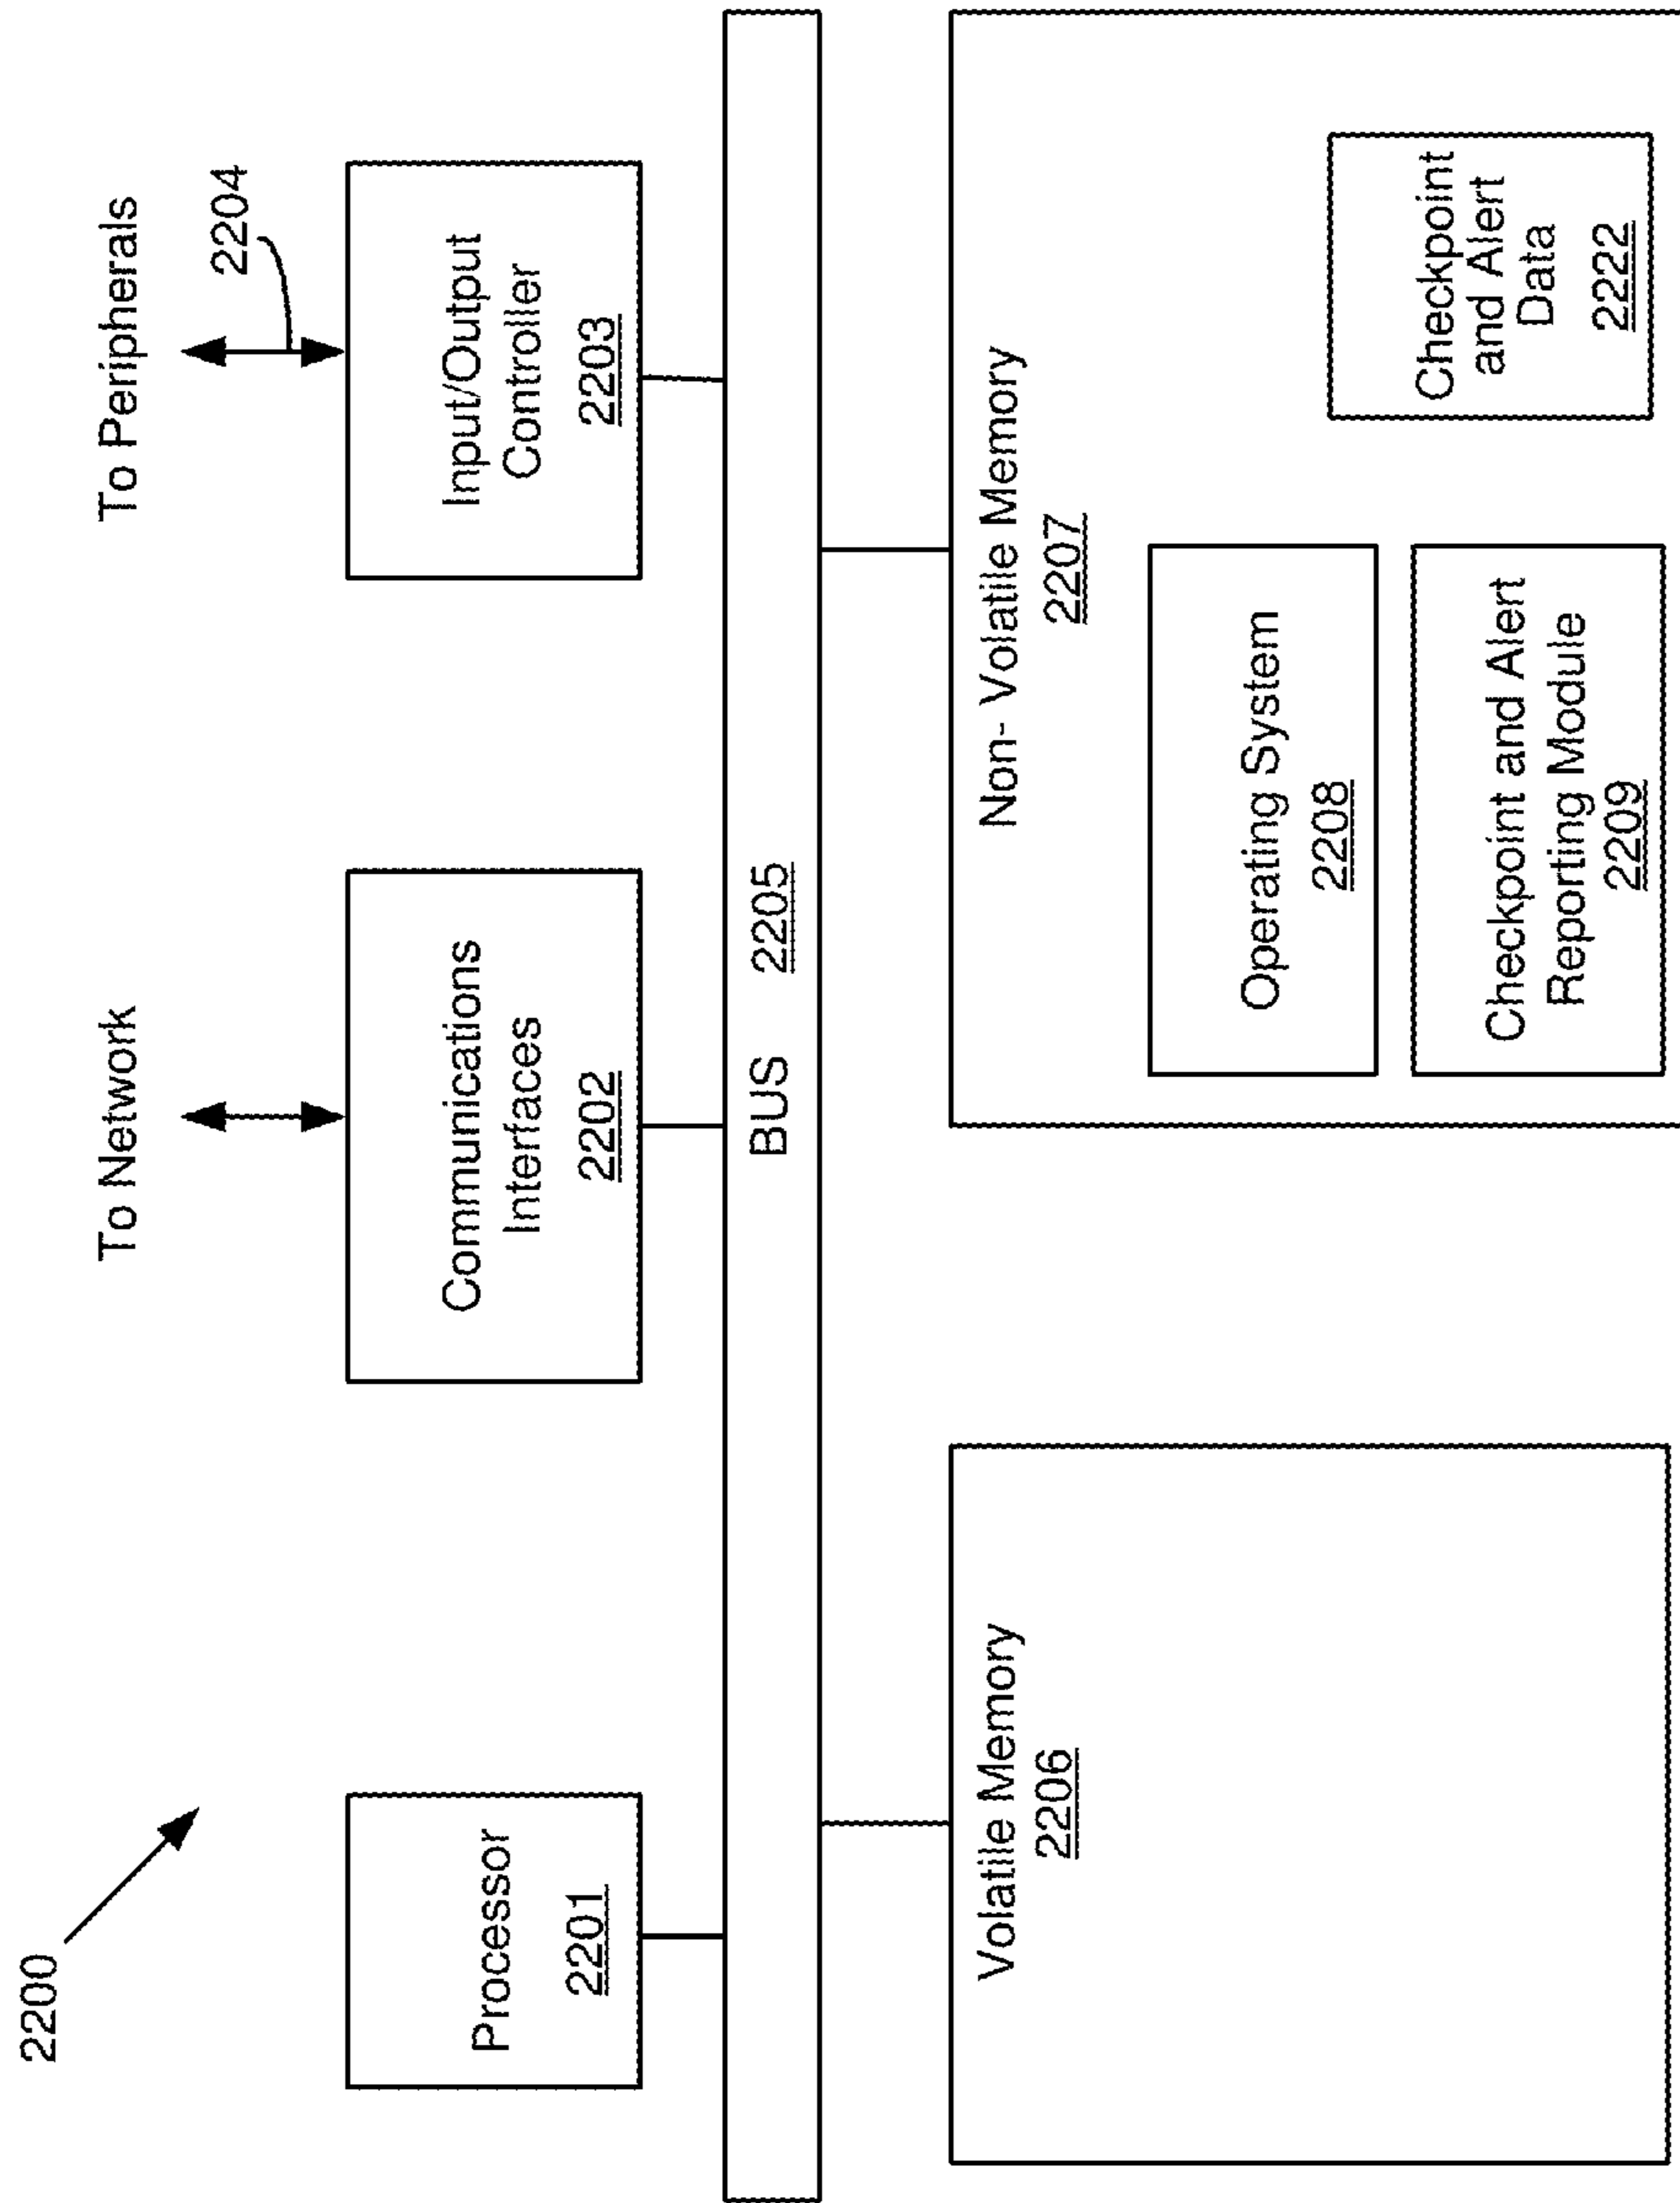 2200
To Network
To Peripherals
2204
Processor
2201
Communications
Interfaces
2202
Input/Output
Controller
2203
BUS 2205
Volatile Memory
2206
Non- Volatile Memory
2207
Operating System
2208
Checkpoint and Alert
Reporting Module
2209
Checkpoint
and Alert
Data
2222